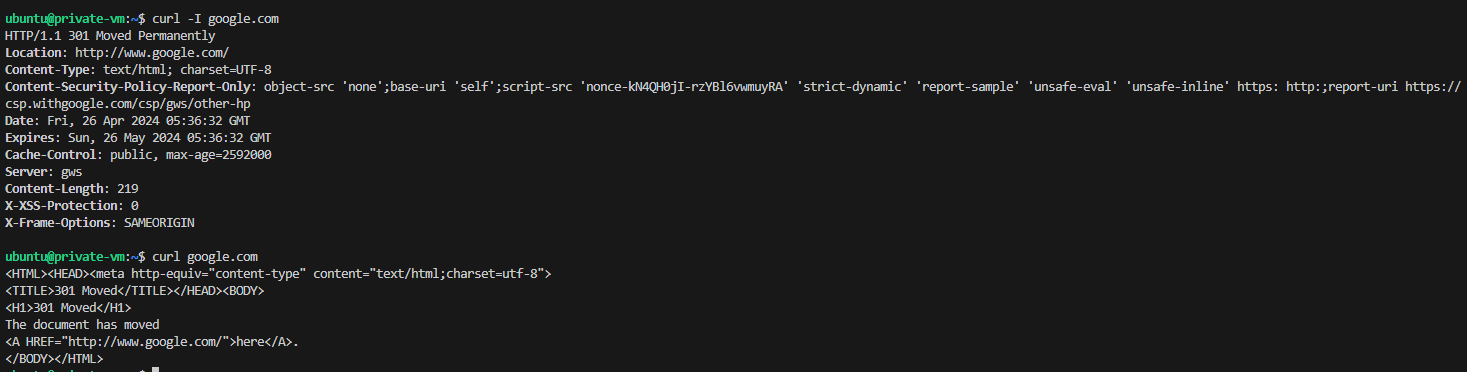 ubuntu@private-vm:~$ curl -I google.com
HTTP/1.1 301 Moved Permanently
Location: http://www.google.com/
Content-Type: text/html; charset=UTF-8
Content-Security-Policy-Report-Only: object-src 'none';base-uri 'self';script-src 'nonce-kN4QH0jI-rzYBl6vwmuyRA' 'strict-dynamic' 'report-sample' 'unsafe-eval' 'unsafe-inline' https: http:;report-uri https://
csp.withgoogle.com/csp/gws/other-hp
Date: Fri, 26 Apr 2024 05:36:32 GMT
Expires: Sun, 26 May 2024 05:36:32 GMT
Cache-Control: public, max-age=2592000
Server: gws
Content-Length: 219
X-XSS-Protection: 0
X-Frame-Options: SAMEORIGIN
ubuntu@private-vm:~$ curl google.com
<HTML><HEAD><meta http-equiv="content-type" content="text/html;charset=utf-8">
<TITLE>301 Moved</TITLE></HEAD><BODY>
<H1>301 Moved</H1>
The document has moved
<A HREF="http://www.google.com/">here</A>.
</BODY></HTML>